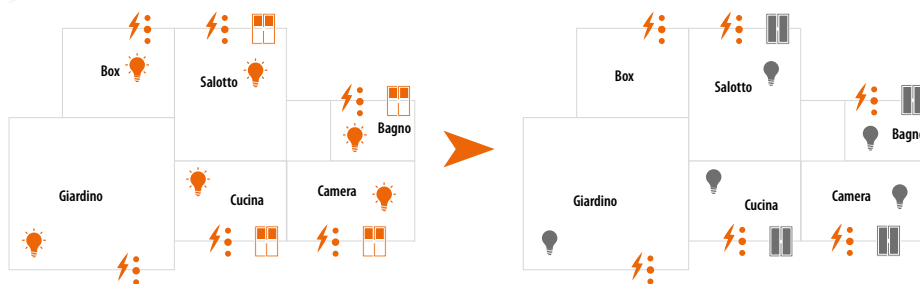 Box
Salotto
Bagno
Giardino
Cucina
Camera
Box
Salotto
Bagno
Giardino
Cucina
Camera